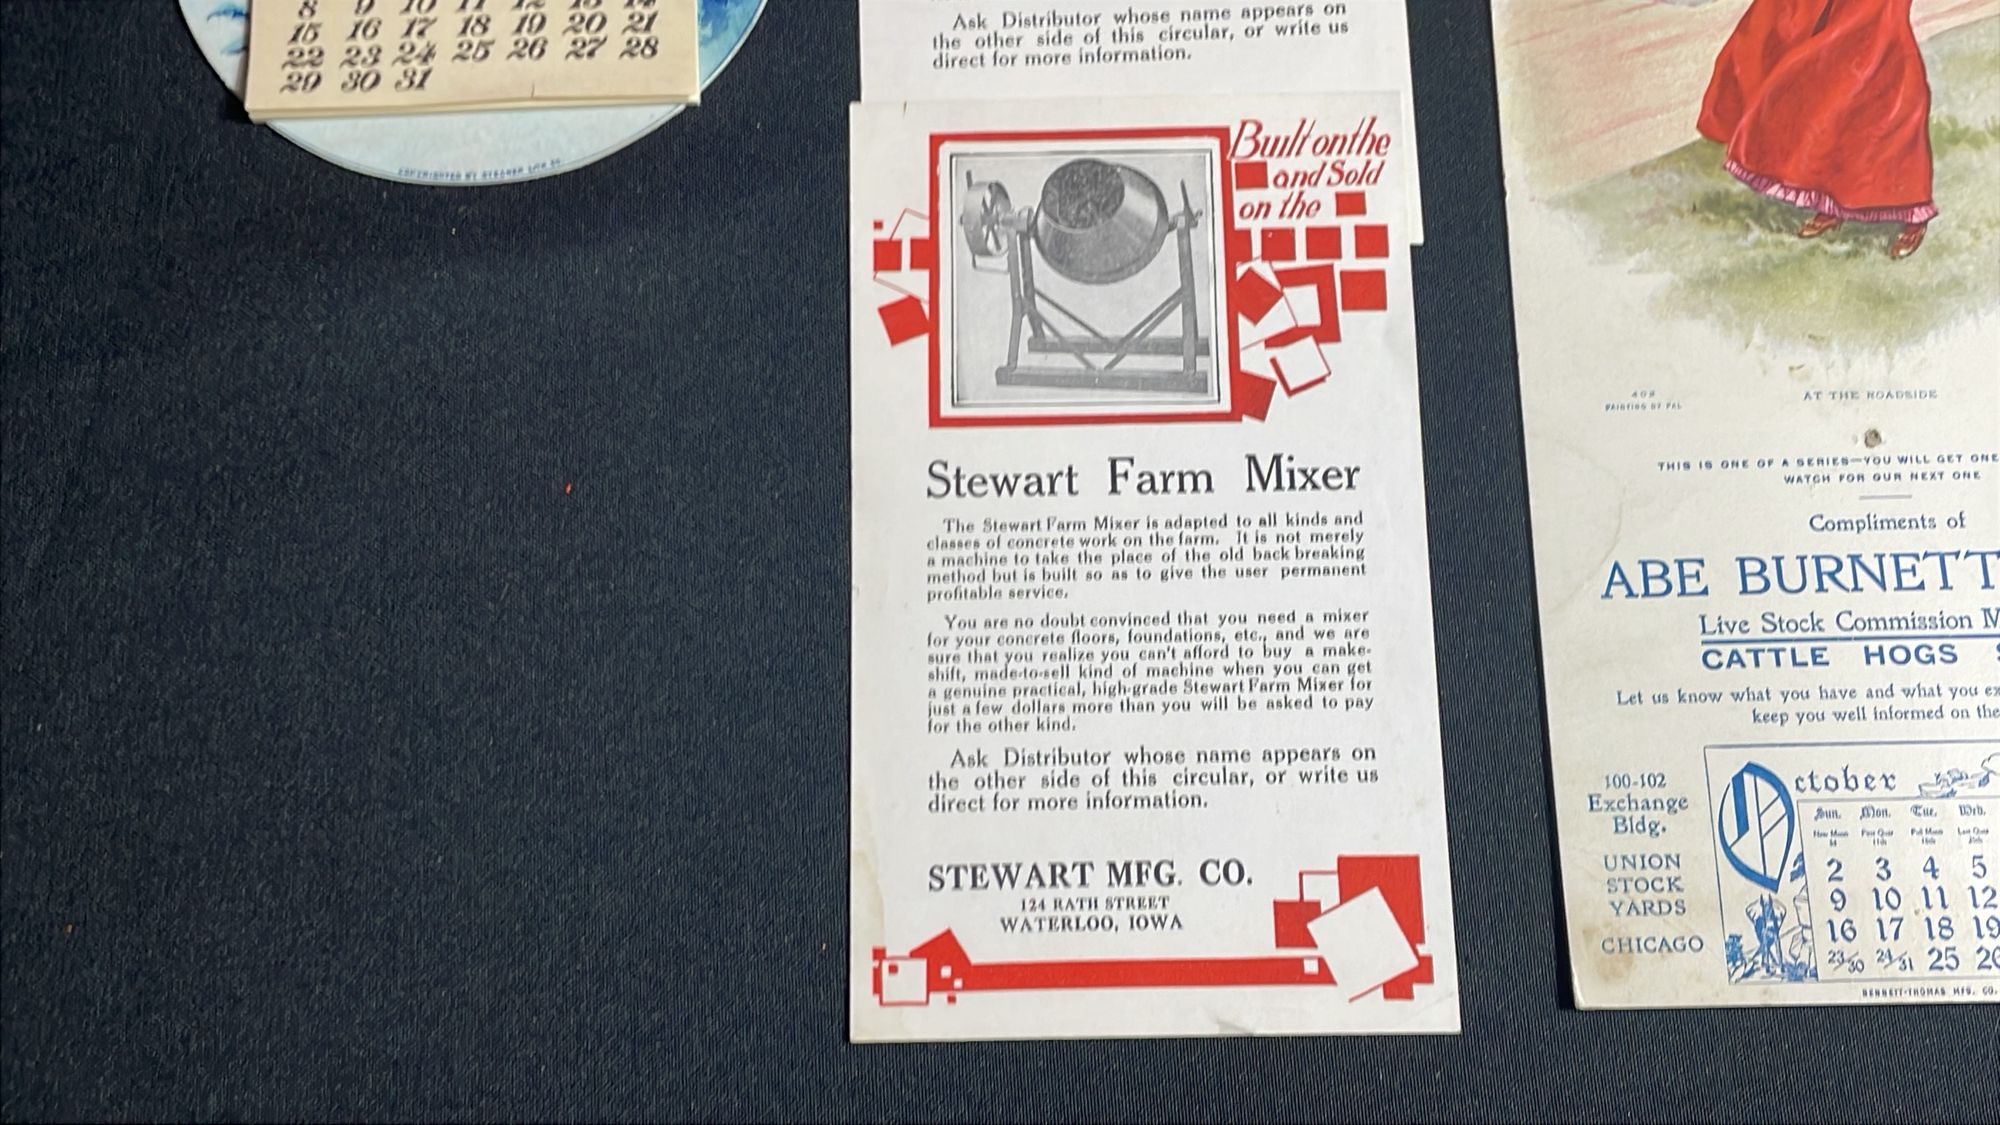 8 9 10 11 12 13 14
15 16 17 18 19 20 21
22 23 24 25 26 27 28
29 30 31
Ask Distributor whose name appears on
the other side of this circular, or write us
direct for more information.
Built on the
and Sold
on the
Stewart Farm Mixer
The Stewart Farm Mixer is adapted to all kinds and
classes of concrete work on the farm. It is not merely
a machine to take the place of the old back breaking
method but is built so as to give the user permanent
profitable service.
You are no doubt convinced that you need a mixer
for your concrete floors, foundations, etc., and we are
sure that you realize you can't afford to buy a make-
shift, made-to-sell kind of machine when you can get
a genuine practical, high-grade Stewart Farm Mixer for
just a few dollars more than you will be asked to pay
for the other kind.
Ask Distributor whose name appears on
the other side of this circular, or write us
direct for more information.
STEWART MFG. CO.
124 RATH STREET
WATERLOO, IOWA
AT THE ROADSIDE
PAINTING BY PAL
THIS IS ONE OF A SERIES—YOU WILL GET ONE
WATCH FOR OUR NEXT ONE
Compliments of
ABE BURNETT
Live Stock Commission M
CATTLE HOGS S
Let us know what you have and what you ex
keep you well informed on the
100-102
Exchange
Bldg.
UNION
STOCK
YARDS
CHICAGO
October
Sun. Mon. Tue. Wed.
2 3 4 5
9 10 11 12
16 17 18 19
23/30 24/31 25 26
BENNETT-THOMAS MFG. CO.